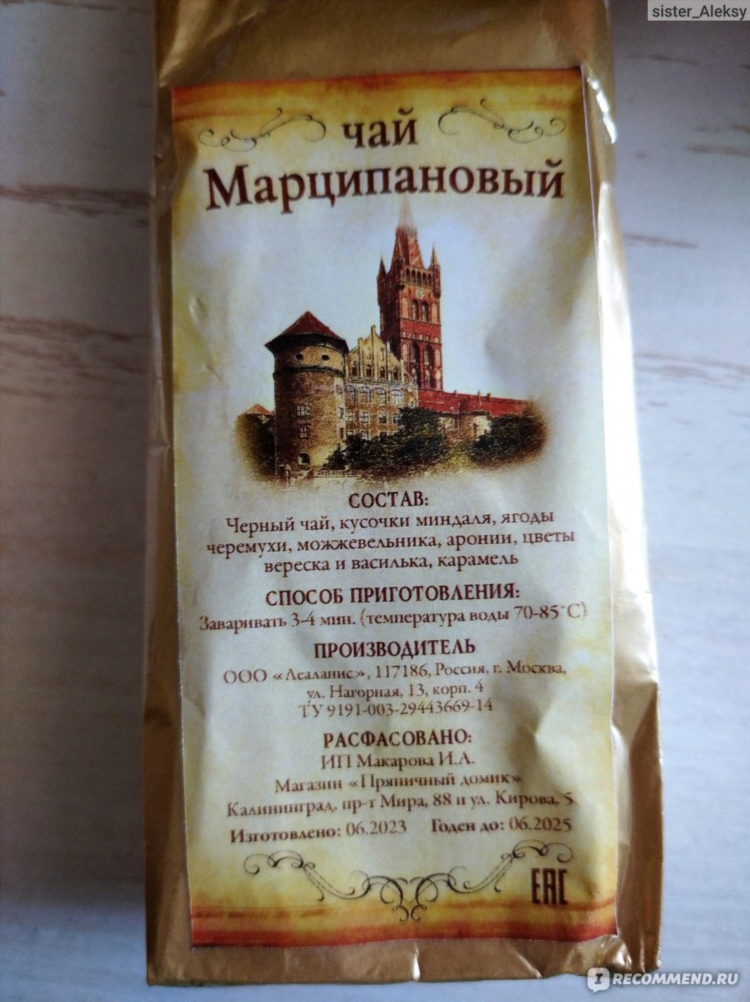 sister_Aleksy
чай
Марципановый
СОСТАВ:
Черный чай, кусочки миндаля, ягоды
черемухи, можжевельника, аронии, цветы
вереска и василька, карамель
СПОСОБ ПРИГОТОВЛЕНИЯ:
Заваривать 3-4 мин. (температура воды 70-85°С)
ПРОИЗВОДИТЕЛЬ
ООО «Леаланис», 117186, Россия, г. Москва,
ул. Нагорная, 13, корп. 4
ТУ 9191-003-29443669-14
РАСФАСОВАНО:
ИП Макарова И.А.
Магазин «Пряничный домик»
Калининград, пр-т Мира, 88 и ул. Кирова, 5
Изготовлено: 06.2023 Годен до: 06.2025
ЕАС
RECOMMEND.RU